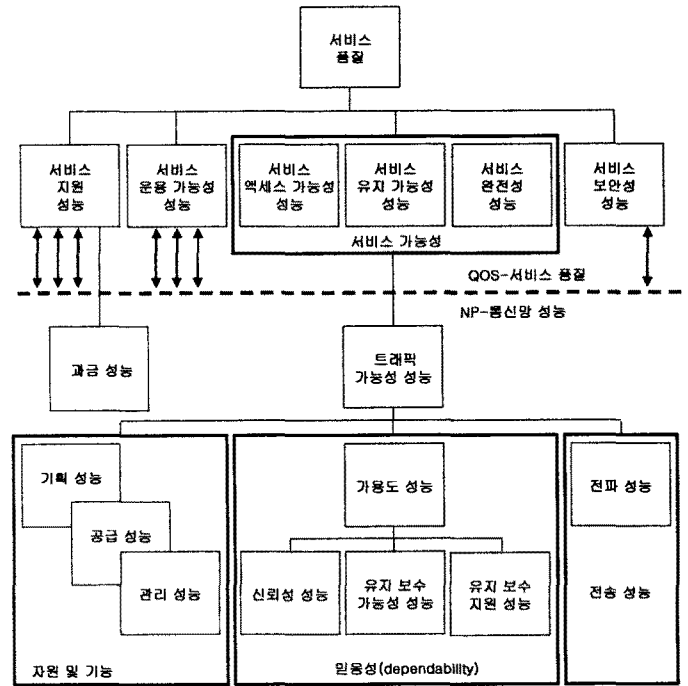 서비스
품질
서비스
지원
성능
서비스
운용 가능성
성능
서비스
액세스 가능성
성능
서비스
유지 가능성
성능
서비스
완전성
성능
서비스
보안성
성능
서비스 가능성
QOS-서비스 품질
NP-통신망 성능
과금 성능
트래픽
가능성 성능
기획 성능
공급 성능
관리 성능
자원 및 기능
가용도 성능
신뢰성 성능
유지 보수
가능성 성능
유지 보수
지원 성능
믿음성(dependability)
전파 성능
전송 성능